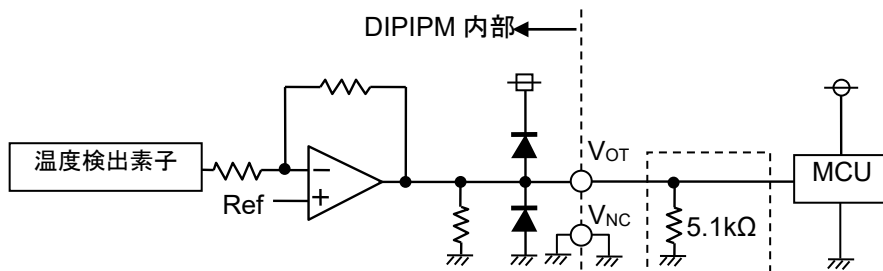 DIPIPM 内部
温度検出素子
Ref
−
+
VOT
VNC
5.1kΩ
MCU